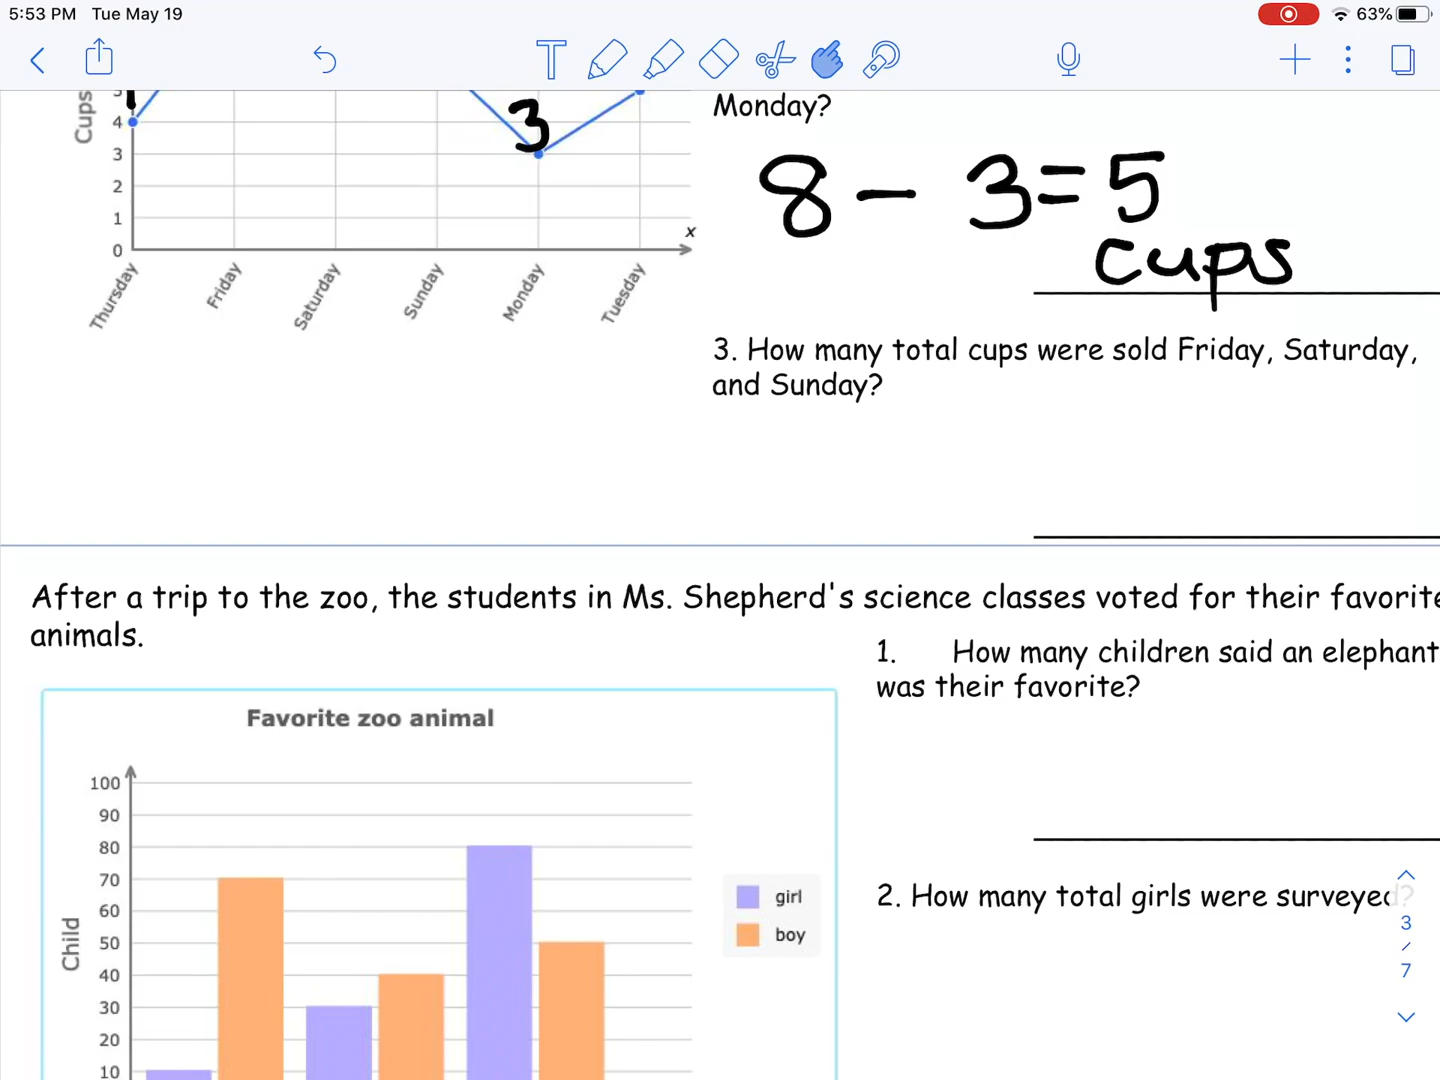 5:53 PM Tue May 19
63%
T
Monday?
Cups
4
3
2
1
0
3
x
Thursday
Friday
Saturday
Sunday
Monday
Tuesday
8 - 3 = 5
cups
3. How many total cups were sold Friday, Saturday,
and Sunday?
After a trip to the zoo, the students in Ms. Shepherd's science classes voted for their favorite
animals.
1. How many children said an elephant
was their favorite?
Favorite zoo animal
100
90
80
70
60
50
40
30
20
10
Child
girl
boy
2. How many total girls were surveyed?
3
/
7